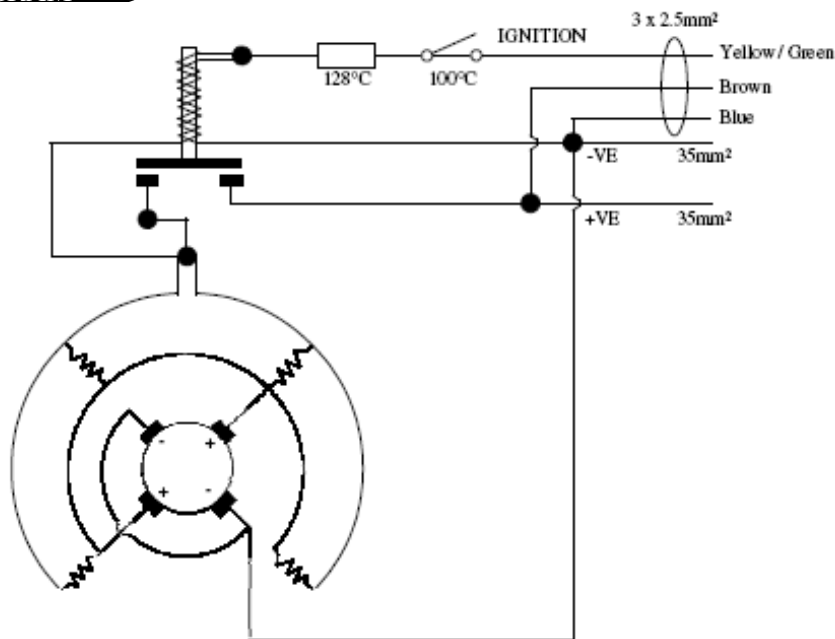 3 x 2.5mm²
IGNITION
Yellow / Green
128°C
100°C
Brown
Blue
-VE
35mm²
+VE
35mm²
-
+
+
-